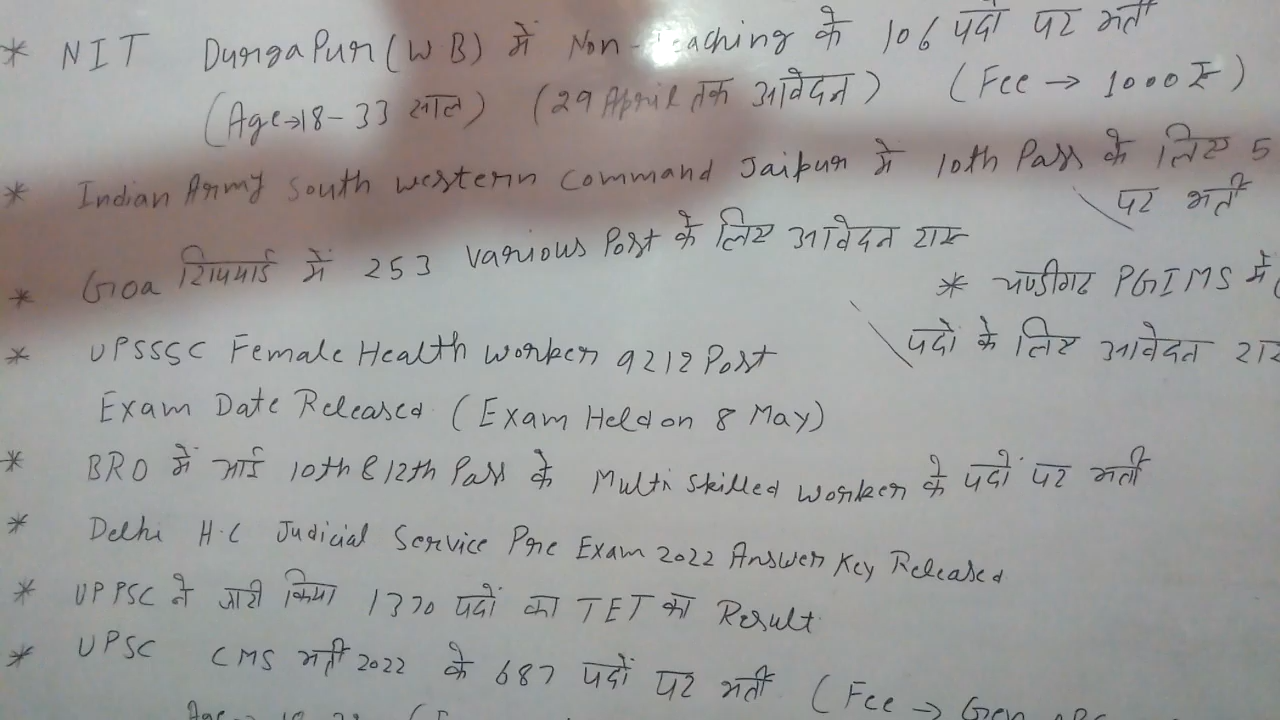 * NIT DurgaPur (WB) में Non-Teaching के 106 पदों पर भर्ती
(Age→18-33 साल) (29 April तक आवेदन) (Fee → 1000 रु)
* Indian Army South western Command Jaipur में 10th Pass के लिए 5
पर भर्ती
* Goa शिपयार्ड में 253 various Post के लिए आवेदन शुरू
* चण्डीगढ PGIMS में
पदों के लिए आवेदन
* UPSSSC Female Health worker 9212 Post
Exam Date Released (Exam Held on 8 May)
* BRO में आई 10th & 12th Pass के Multi skilled worker के पदों पर भर्ती
* Delhi H.C Judicial Service Pre Exam 2022 Answer Key Released
* UPPSC ने जारी किया 1370 पदों का TET का Result
* UPSC CMS भर्ती 2022 के 687 पदों पर भर्ती (Fee → Gen